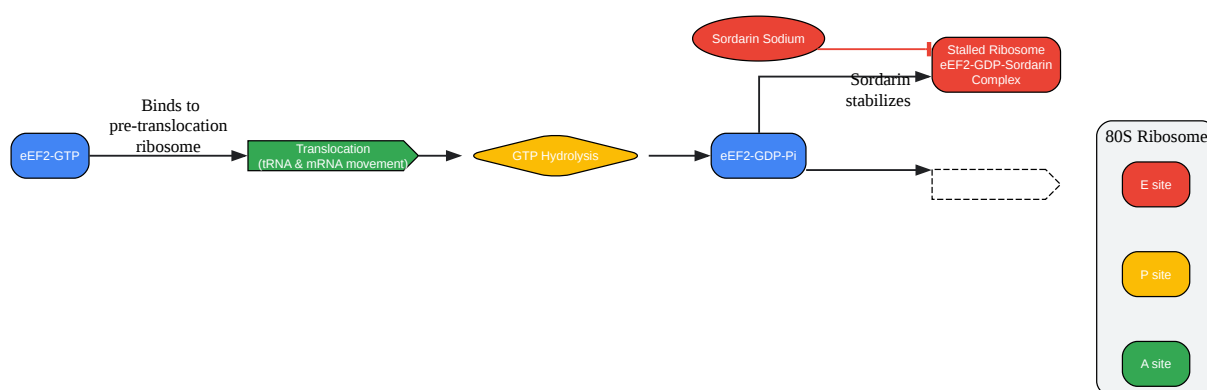 Sordarin Sodium
Stalled Ribosome
eEF2-GDP-Sordarin
Complex
Sordarin
stabilizes
Binds to
pre-translocation
ribosome
eEF2-GTP
Translocation
(tRNA & mRNA movement)
GTP Hydrolysis
eEF2-GDP-Pi
80S Ribosome
E site
P site
A site